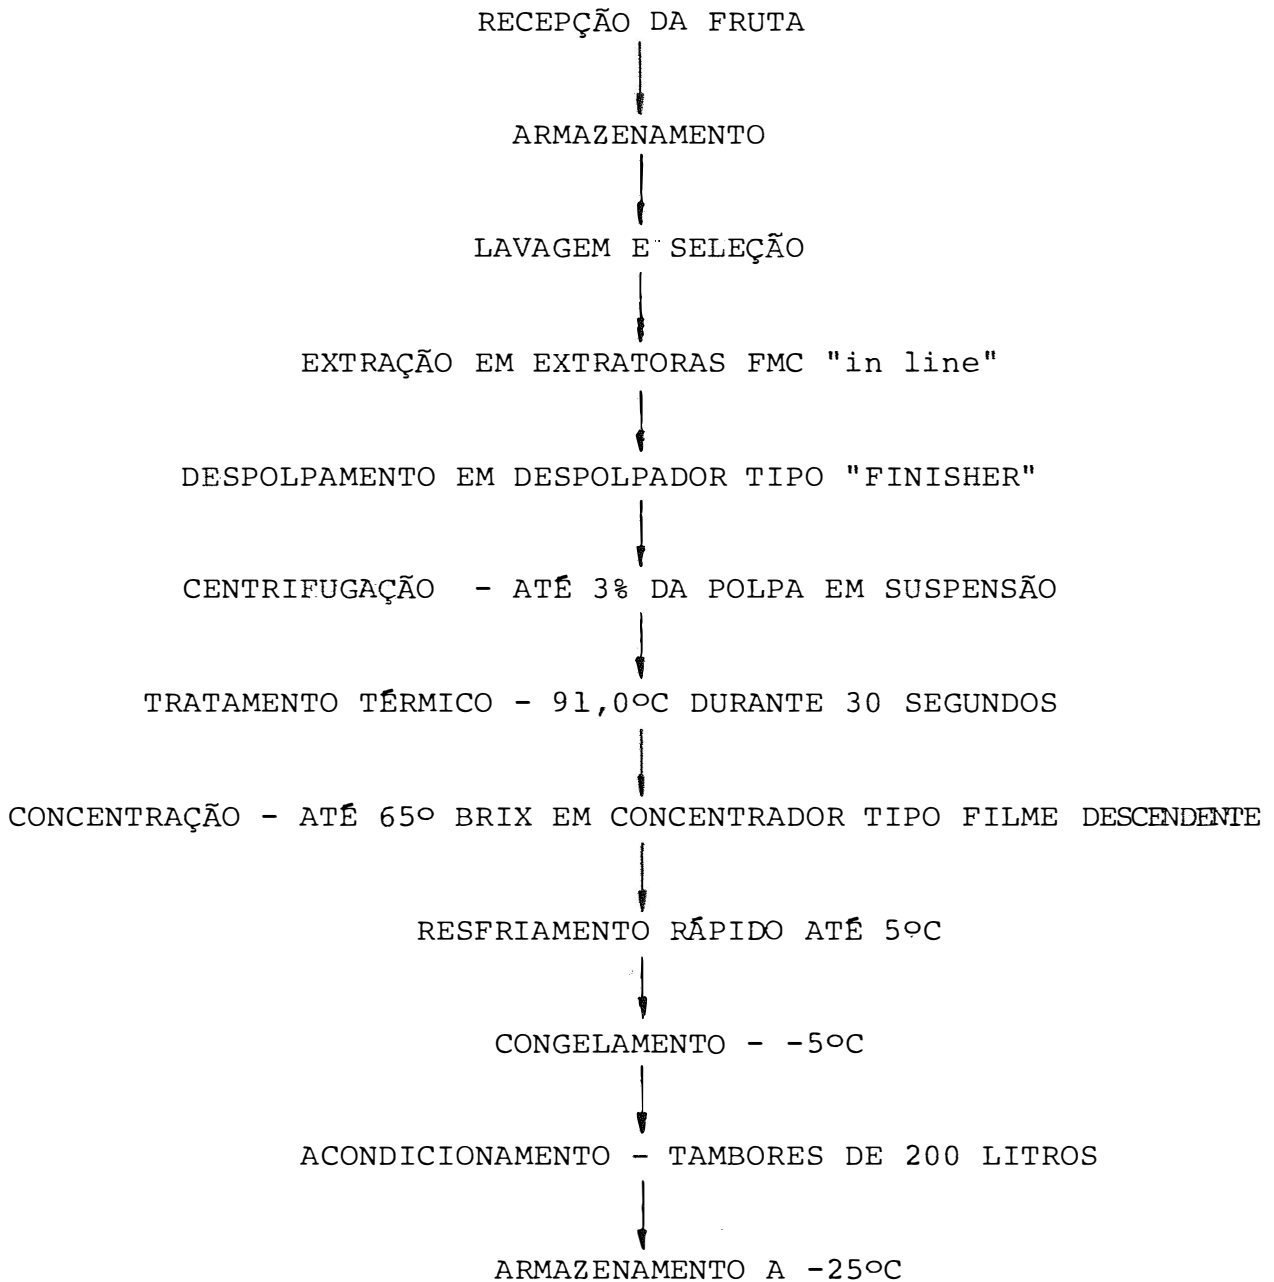 RECEPÇÃO DA FRUTA
ARMAZENAMENTO
LAVAGEM E SELEÇÃO
EXTRAÇÃO EM EXTRATORAS FMC "in line"
DESPOLPAMENTO EM DESPOLPADOR TIPO "FINISHER"
CENTRIFUGAÇÃO - ATÉ 3% DA POLPA EM SUSPENSÃO
TRATAMENTO TÉRMICO - 91,0ºC DURANTE 30 SEGUNDOS
CONCENTRAÇÃO - ATÉ 65º BRIX EM CONCENTRADOR TIPO FILME DESCENDENTE
RESFRIAMENTO RÁPIDO ATÉ 5ºC
CONGELAMENTO - -5ºC
ACONDICIONAMENTO - TAMBORES DE 200 LITROS
ARMAZENAMENTO A -25ºC